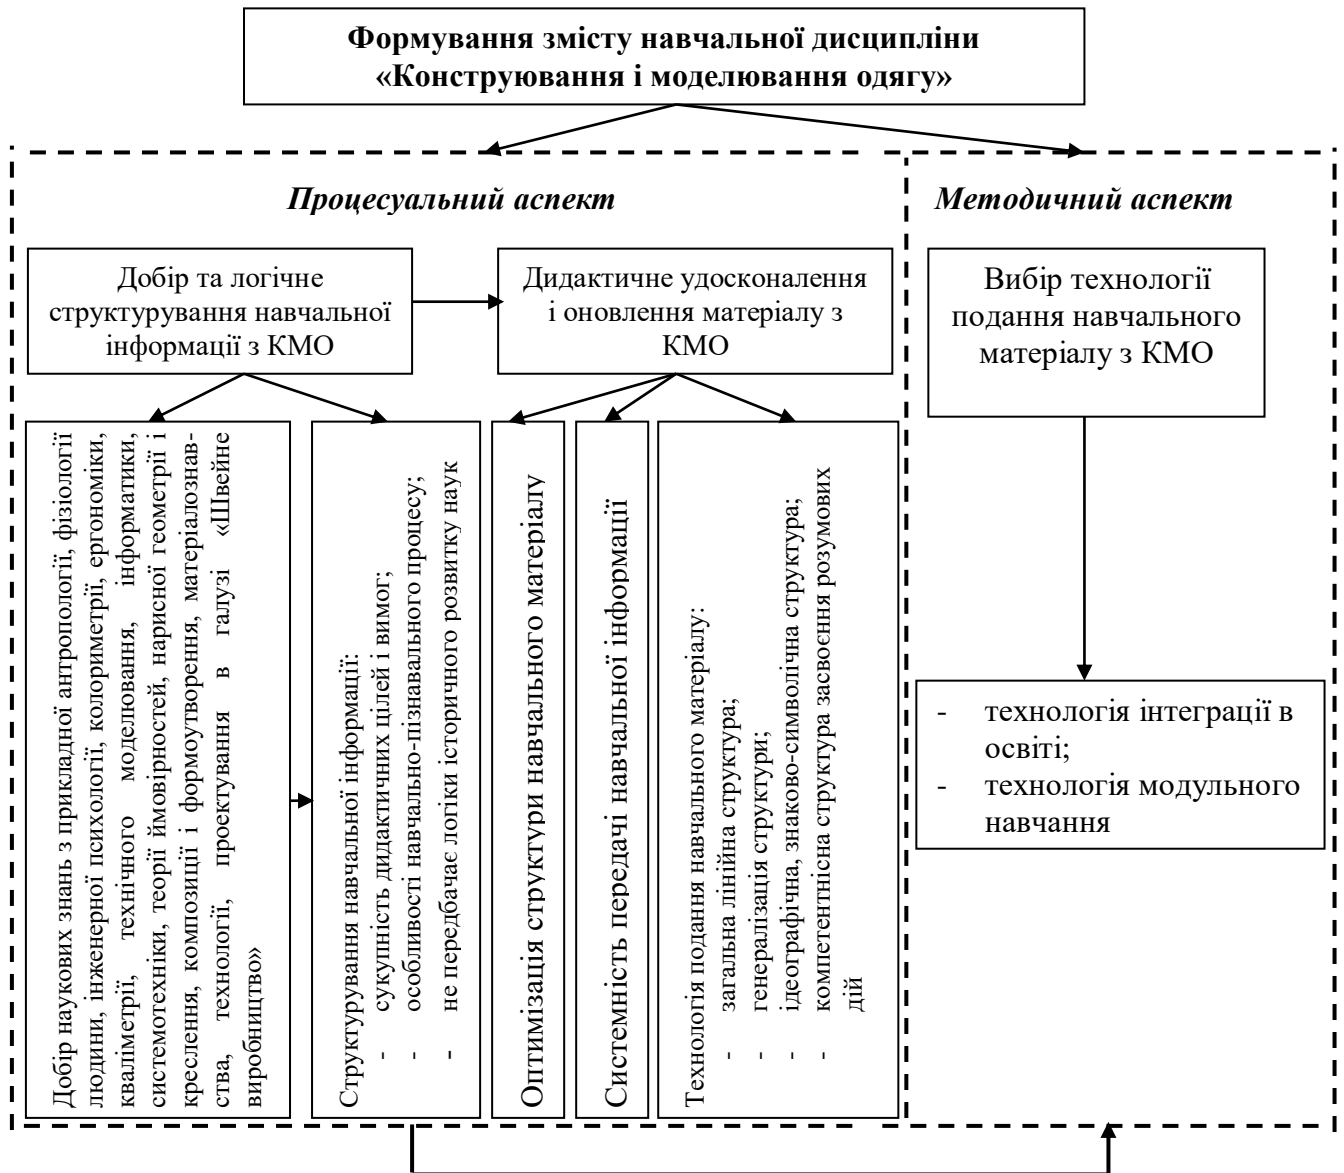 Формування змісту навчальної дисципліни
«Конструювання і моделювання одягу»
Процесуальний аспект
Методичний аспект
Добір та логічне
структурування навчальної
інформації з КМО
Дидактичне удосконалення
і оновлення матеріалу з
КМО
Вибір технології
подання навчального
матеріалу з КМО
Добір наукових знань з прикладної антропології, фізіології
людини, інженерної психології, колориметрії, ергономіки,
кваліметрії, технічного моделювання, інформатики,
системотехніки, теорії ймовірностей, нарисної геометрії і
креслення, композиції і формоутворення, матеріалознав-
ства, технології, проектування в галузі «Швейне
виробництво»
Структурування навчальної інформації:
- сукупність дидактичних цілей і вимог;
- особливості навчально-пізнавального процесу;
- не передбачає логіки історичного розвитку наук
Оптимізація структури навчального матеріалу
Системність передачі навчальної інформації
Технологія подання навчального матеріалу:
- загальна лінійна структура;
- генералізація структури;
- ідеографічна, знаково-символічна структура;
- компетентнісна структура засвоєння розумових
дій
- технологія інтеграції в
освіті;
- технологія модульного
навчання